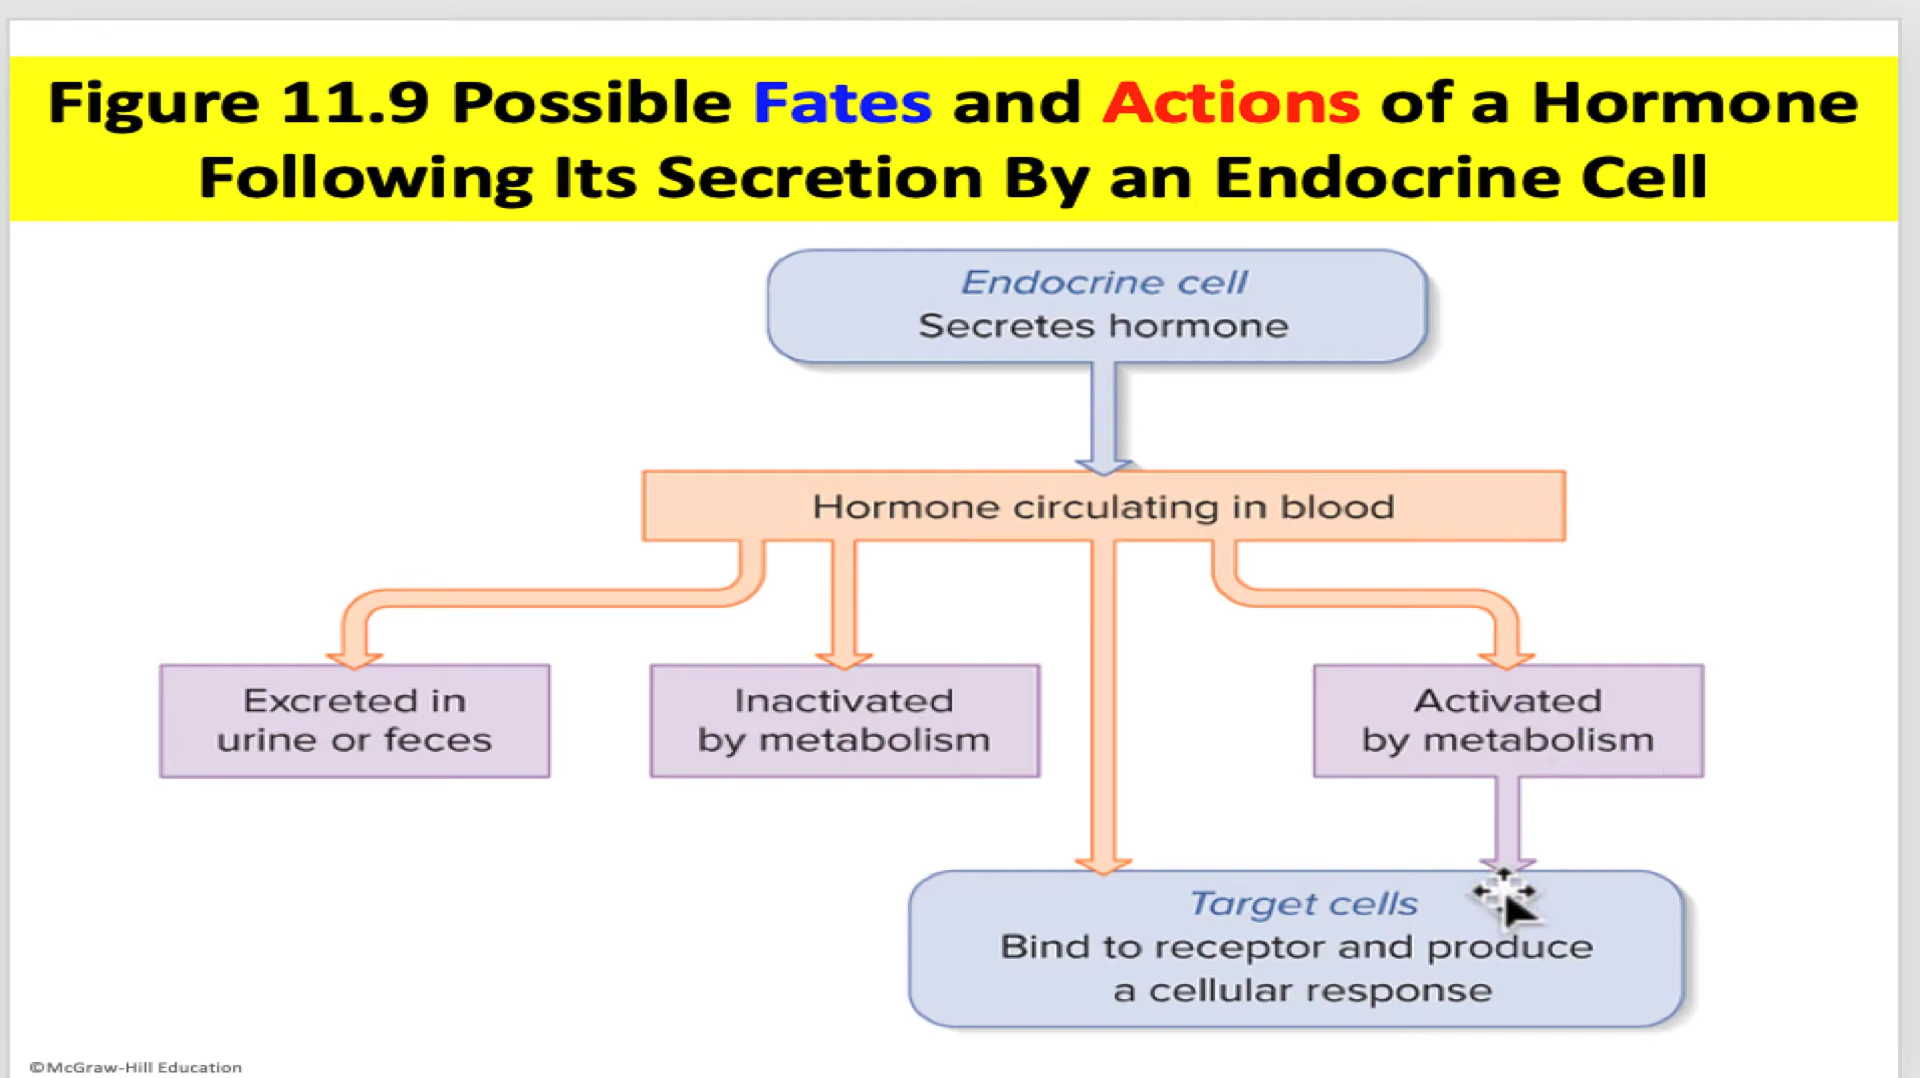 Figure 11.9 Possible Fates and Actions of a Hormone
Following Its Secretion By an Endocrine Cell
Endocrine cell
Secretes hormone
Hormone circulating in blood
Excreted in
urine or feces
Inactivated
by metabolism
Activated
by metabolism
Target cells
Bind to receptor and produce
a cellular response
©McGraw-Hill Education